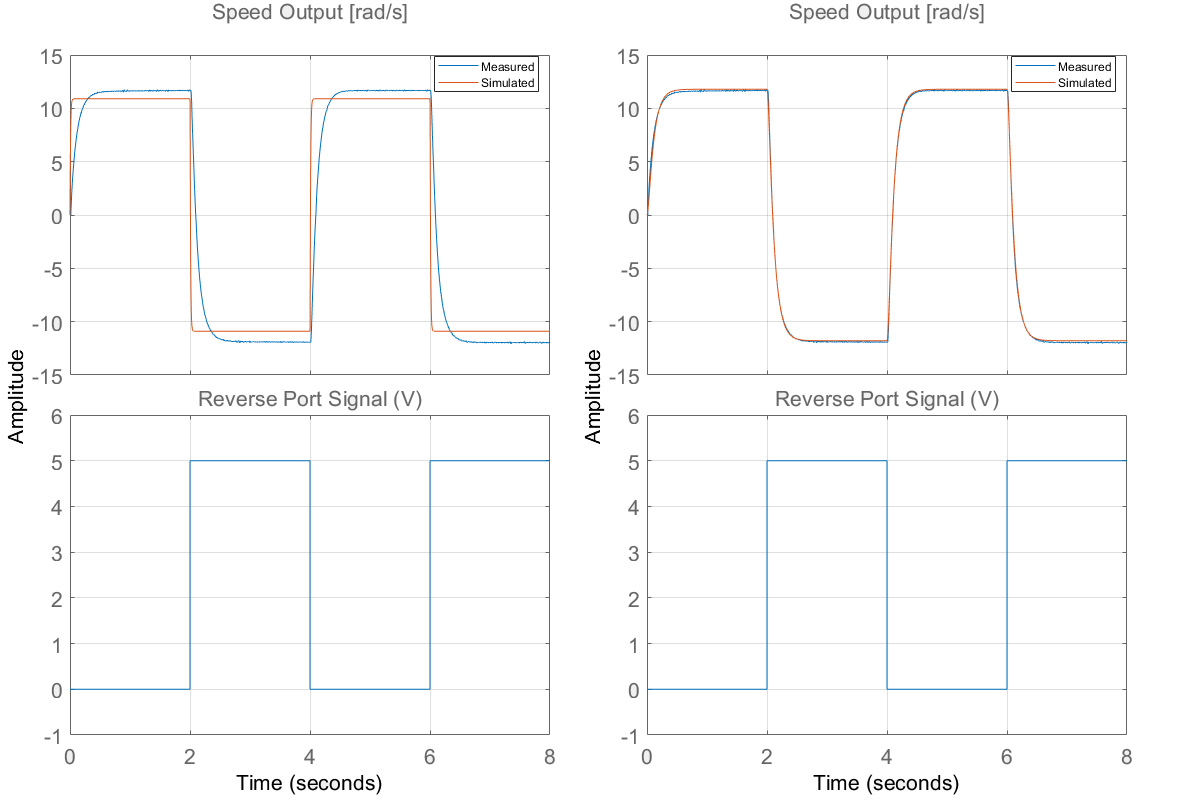 Speed Output [rad/s]
15
10
5
0
-5
-10
-15
Measured
Simulated
Amplitude
Reverse Port Signal (V)
6
5
4
3
2
1
0
-1
0 2 4 6 8
Time (seconds)
Speed Output [rad/s]
15
10
5
0
-5
-10
-15
Measured
Simulated
Amplitude
Reverse Port Signal (V)
6
5
4
3
2
1
0
-1
0 2 4 6 8
Time (seconds)